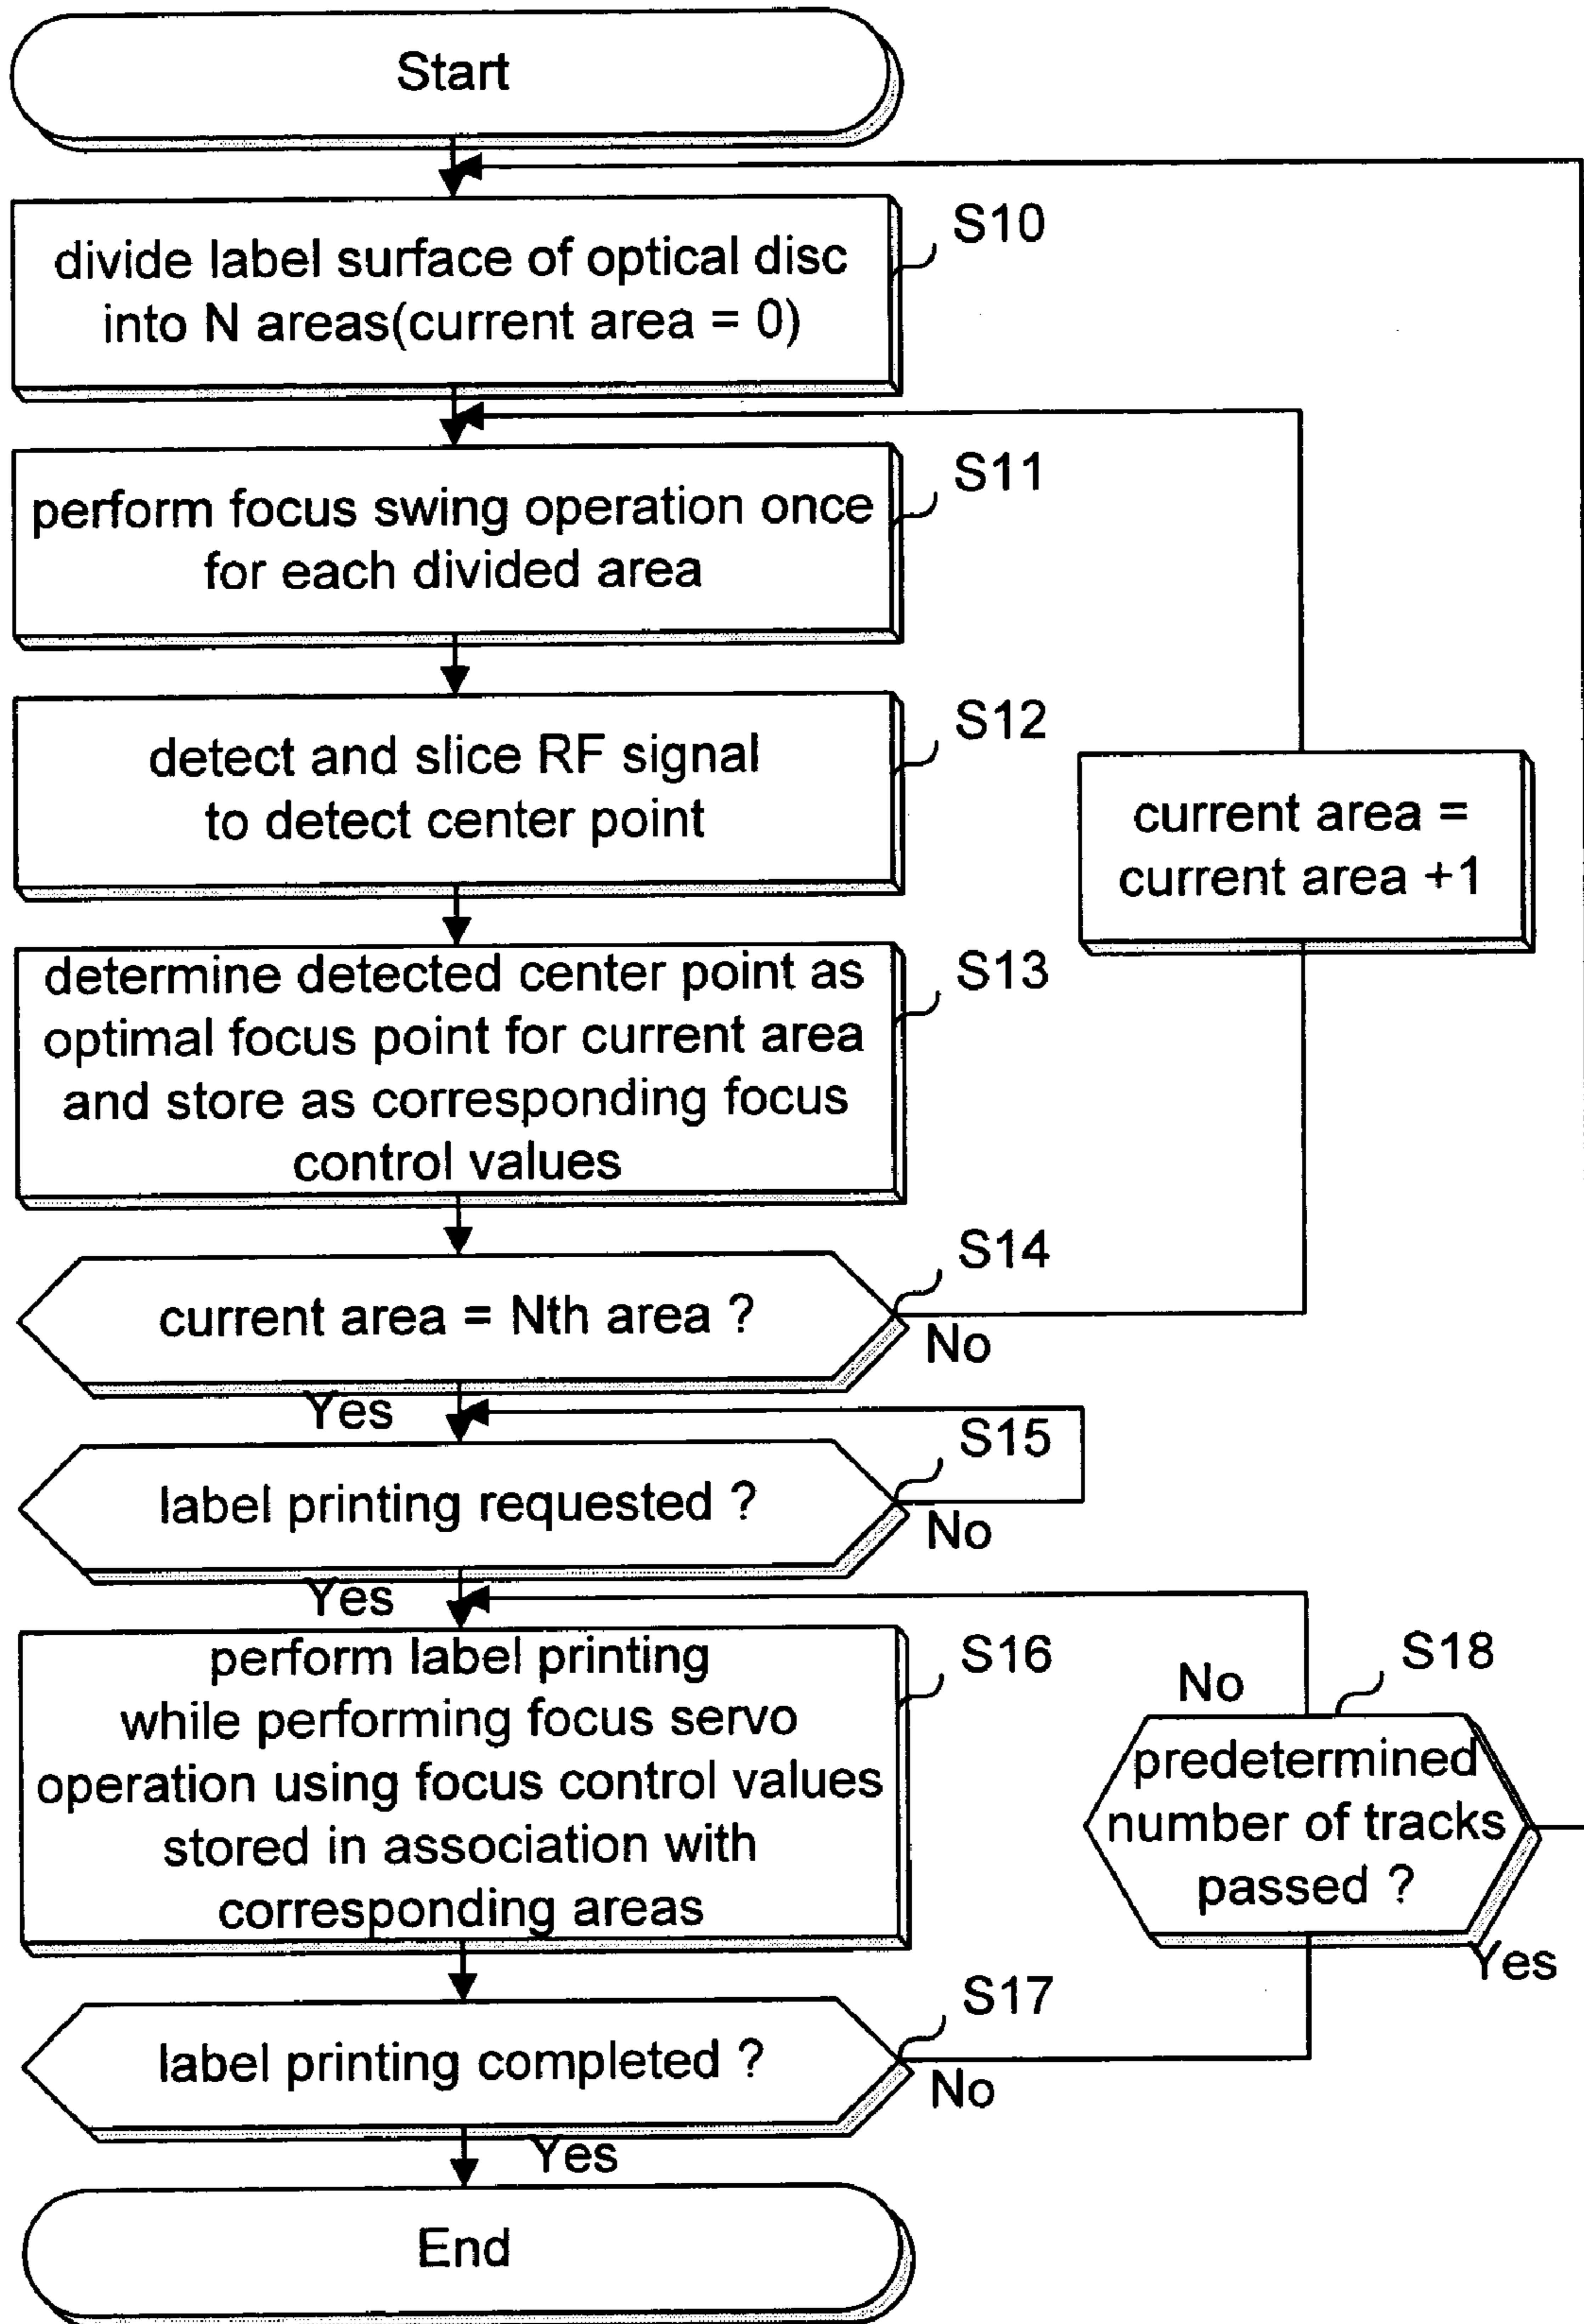 Start
divide label surface of optical disc
into N areas(current area = 0)
S10
perform focus swing operation once
for each divided area
S11
detect and slice RF signal
to detect center point
S12
current area =
current area +1
determine detected center point as
optimal focus point for current area
and store as corresponding focus
control values
S13
current area = Nth area ?
S14
No
Yes
label printing requested ?
S15
No
Yes
perform label printing
while performing focus servo
operation using focus control values
stored in association with
corresponding areas
S16
No
S18
predetermined
number of tracks
passed ?
Yes
label printing completed ?
S17
No
Yes
End